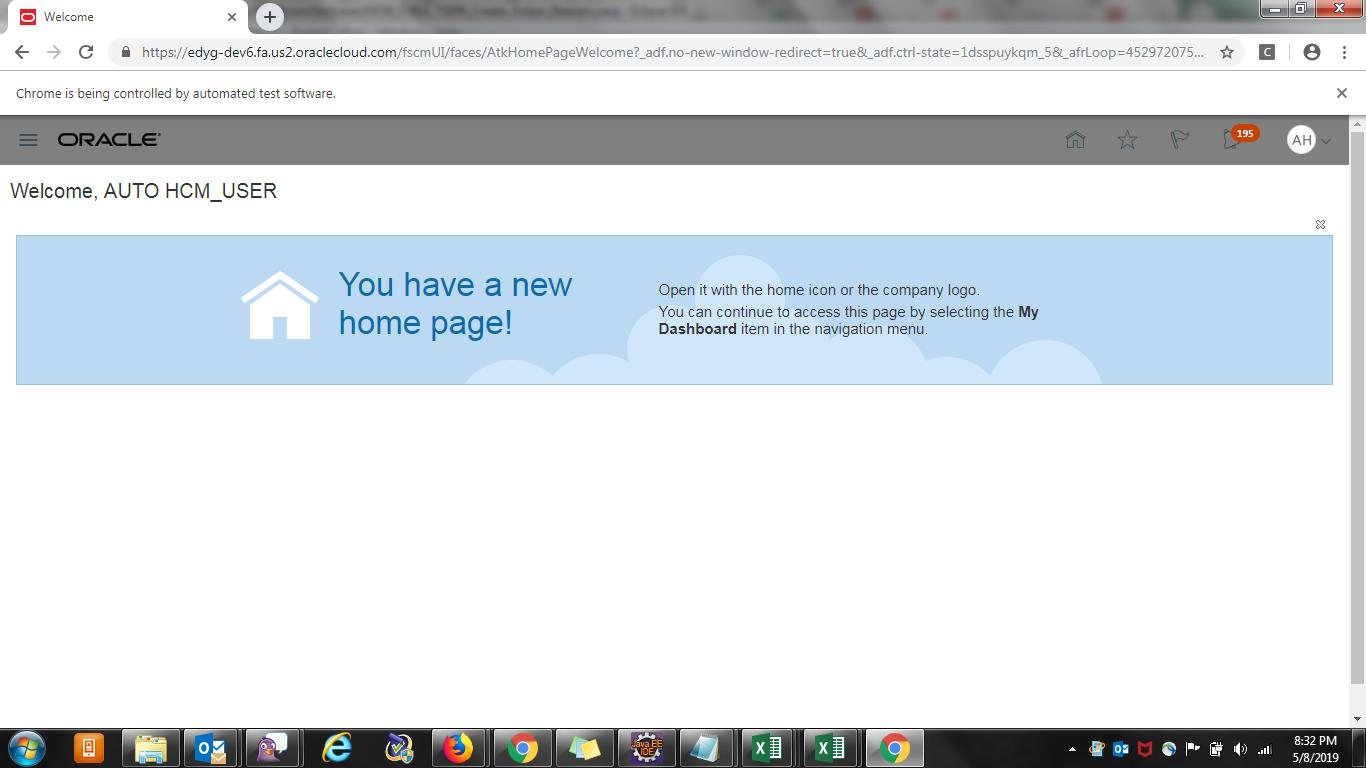 Welcome
https://edyg-dev6.fa.us2.oraclecloud.com/fscmUI/faces/AtkHomePageWelcome?_adf.no-new-window-redirect=true&_adf.ctrl-state=1dsspuykqm_5&_afrLoop=452972075...
C
Chrome is being controlled by automated test software.
ORACLE
195
AH
Welcome, AUTO HCM_USER
You have a new
home page!
Open it with the home icon or the company logo.
You can continue to access this page by selecting the My
Dashboard item in the navigation menu.
Java EE
IDE
8:32 PM
5/8/2019